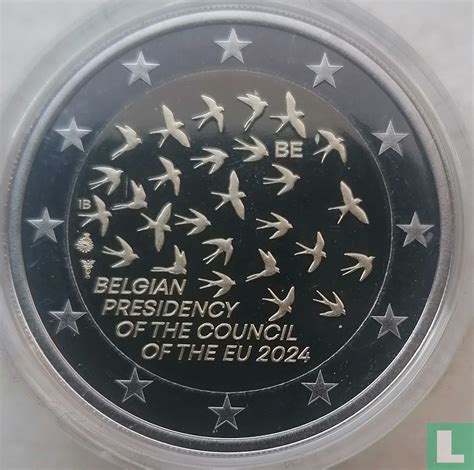 BE
IB
BELGIAN
PRESIDENCY
OF THE COUNCIL
OF THE EU 2024
L